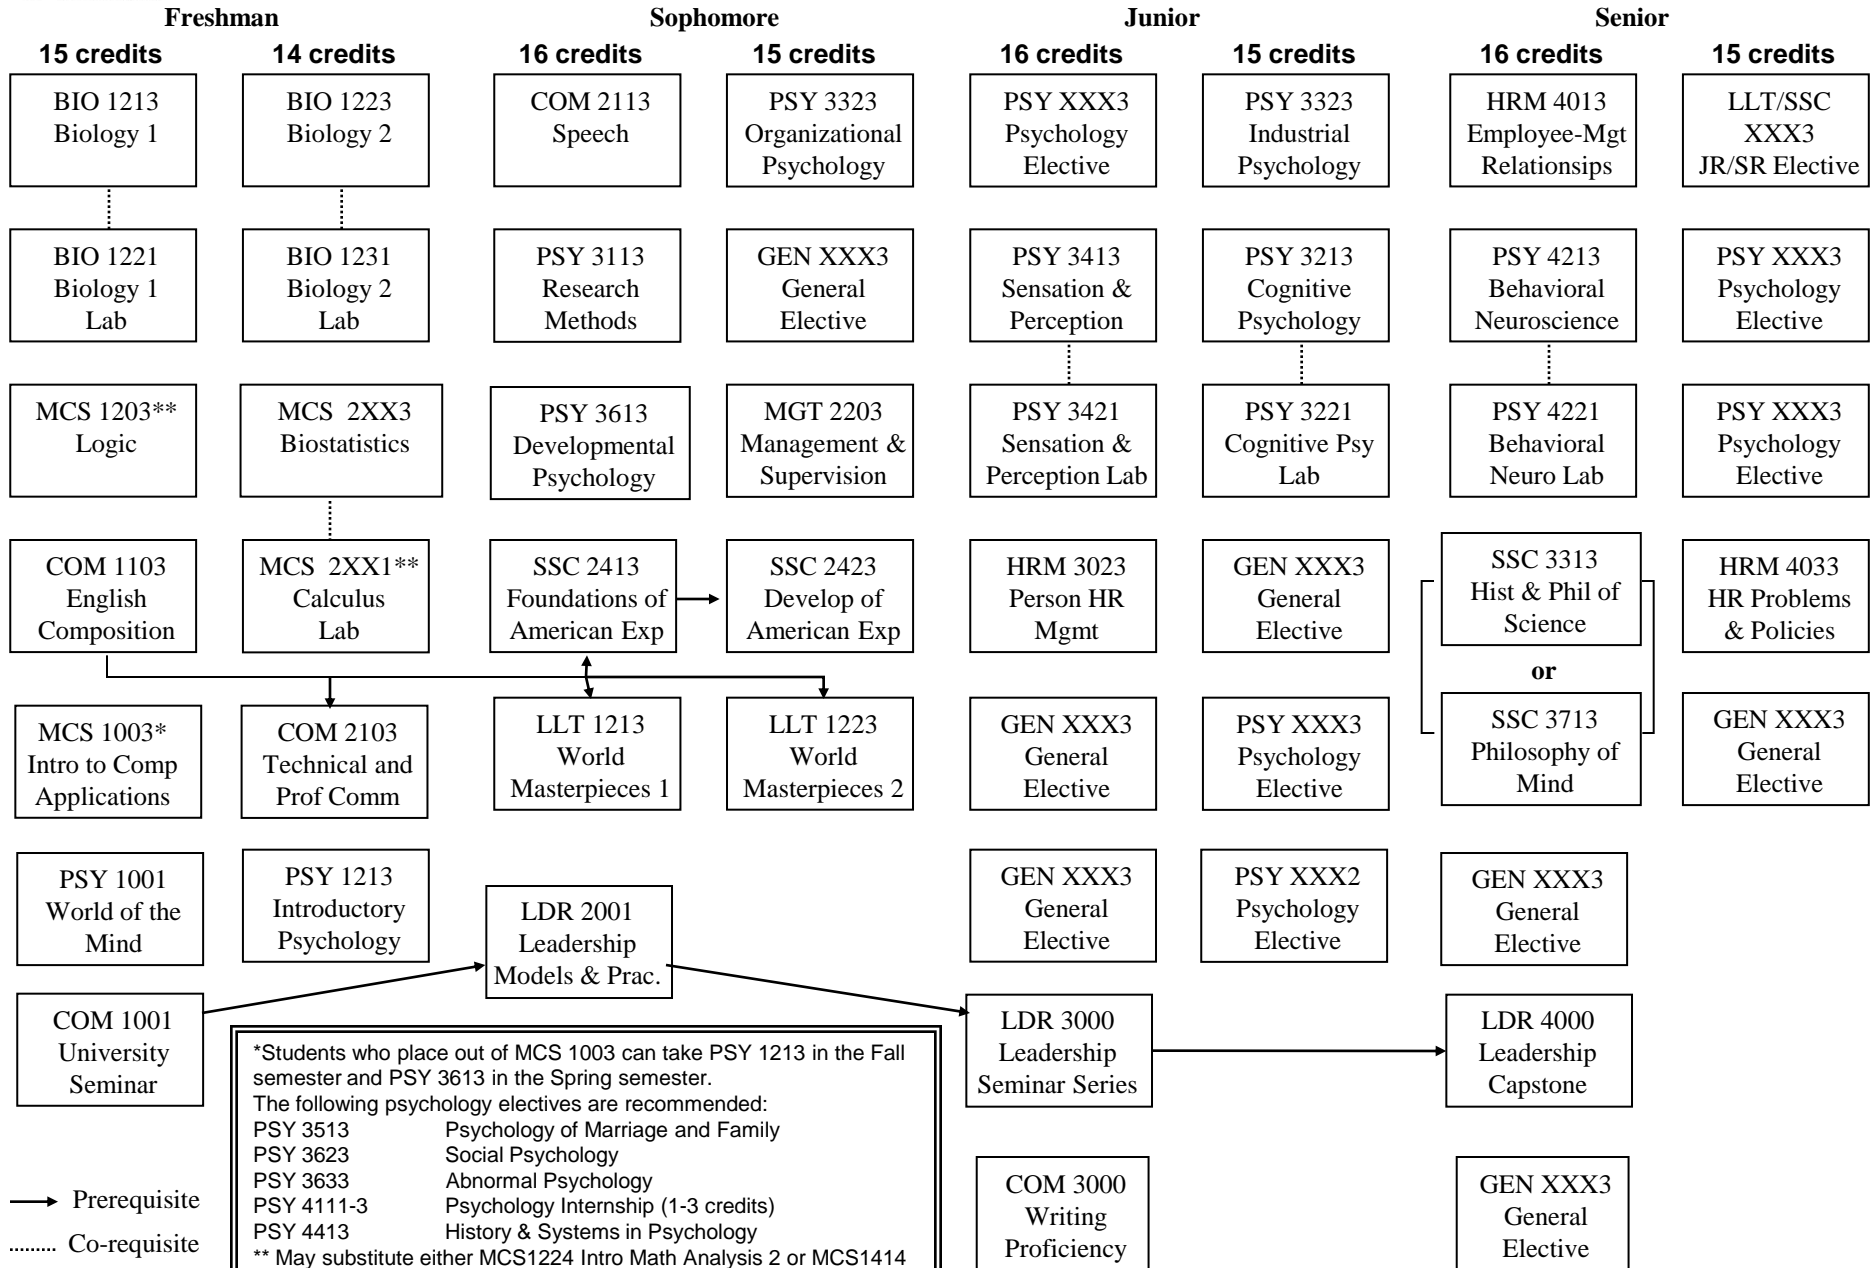 Freshman
Sophomore
Junior
Senior
15 credits
14 credits
16 credits
15 credits
16 credits
15 credits
16 credits
15 credits
BIO 1213
Biology 1
BIO 1223
Biology 2
COM 2113
Speech
PSY 3323
Organizational
Psychology
PSY XXX3
Psychology
Elective
PSY 3323
Industrial
Psychology
HRM 4013
Employee-Mgt
Relationsips
LLT/SSC
XXX3
JR/SR Elective
BIO 1221
Biology 1
Lab
BIO 1231
Biology 2
Lab
PSY 3113
Research
Methods
GEN XXX3
General
Elective
PSY 3413
Sensation &
Perception
PSY 3213
Cognitive
Psychology
PSY 4213
Behavioral
Neuroscience
PSY XXX3
Psychology
Elective
MCS 1203**
Logic
MCS 2XX3
Biostatistics
PSY 3613
Developmental
Psychology
MGT 2203
Management &
Supervision
PSY 3421
Sensation &
Perception Lab
PSY 3221
Cognitive Psy
Lab
PSY 4221
Behavioral
Neuro Lab
PSY XXX3
Psychology
Elective
COM 1103
English
Composition
MCS 2XX1**
Calculus
Lab
SSC 2413
Foundations of
American Exp
SSC 2423
Develop of
American Exp
HRM 3023
Person HR
Mgmt
GEN XXX3
General
Elective
SSC 3313
Hist & Phil of
Science
or
HRM 4033
HR Problems
& Policies
MCS 1003*
Intro to Comp
Applications
COM 2103
Technical and
Prof Comm
LLT 1213
World
Masterpieces 1
LLT 1223
World
Masterpieces 2
GEN XXX3
General
Elective
PSY XXX3
Psychology
Elective
SSC 3713
Philosophy of
Mind
GEN XXX3
General
Elective
PSY 1001
World of the
Mind
PSY 1213
Introductory
Psychology
LDR 2001
Leadership
Models & Prac.
GEN XXX3
General
Elective
PSY XXX2
Psychology
Elective
GEN XXX3
General
Elective
COM 1001
University
Seminar
LDR 3000
Leadership
Seminar Series
LDR 4000
Leadership
Capstone
*Students who place out of MCS 1003 can take PSY 1213 in the Fall
semester and PSY 3613 in the Spring semester.
The following psychology electives are recommended:
PSY 3513 Psychology of Marriage and Family
PSY 3623 Social Psychology
PSY 3633 Abnormal Psychology
PSY 4111-3 Psychology Internship (1-3 credits)
PSY 4413 History & Systems in Psychology
** May substitute either MCS1224 Intro Math Analysis 2 or MCS1414
COM 3000
Writing
Proficiency
GEN XXX3
General
Elective
Prerequisite
Co-requisite